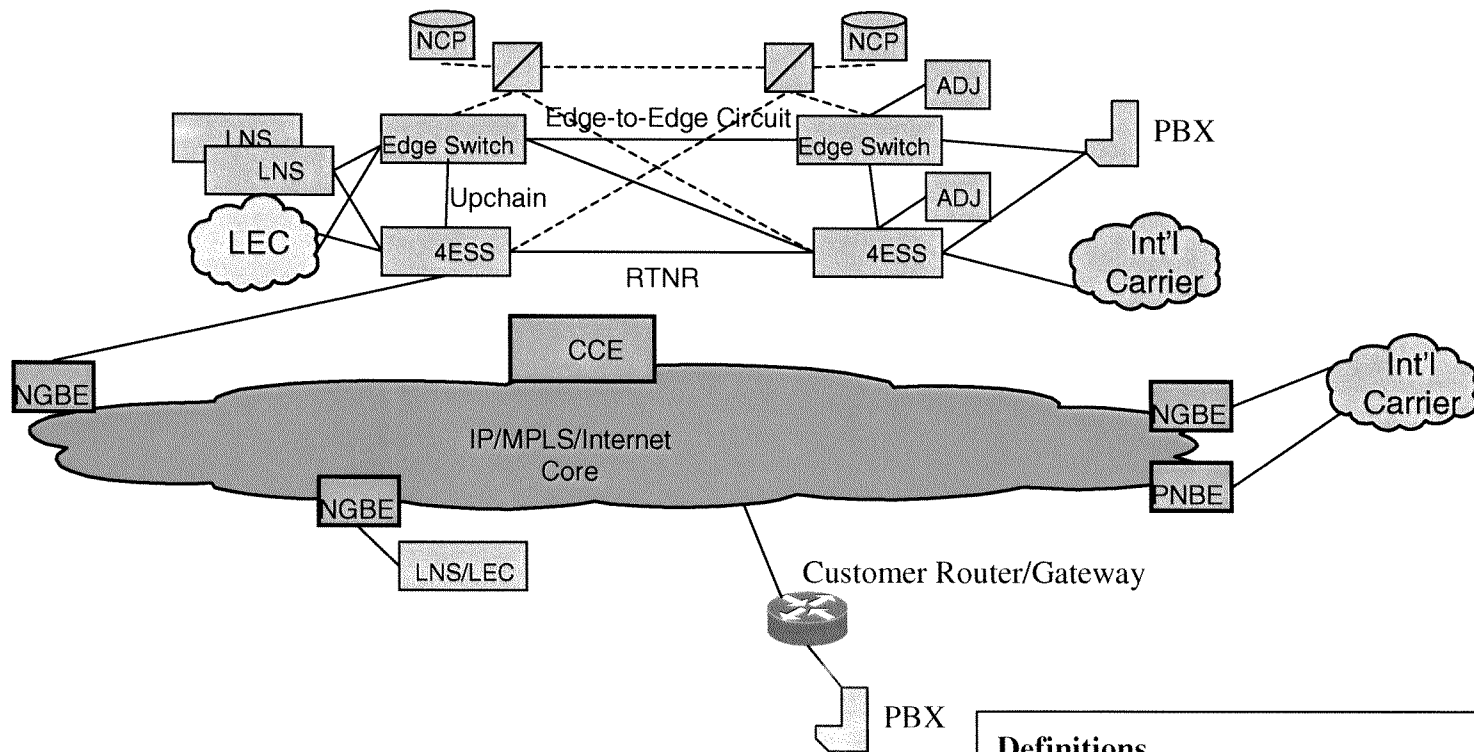 NCP
NCP
ADJ
Edge-to-Edge Circuit
PBX
LNS
Edge Switch
Edge Switch
LNS
Upchain
ADJ
LEC
4ESS
4ESS
Int'l
Carrier
RTNR
CCE
NGBE
Int'l
Carrier
NGBE
IP/MPLS/Internet
Core
NGBE
PNBE
LNS/LEC
Customer Router/Gateway
PBX
Definitions